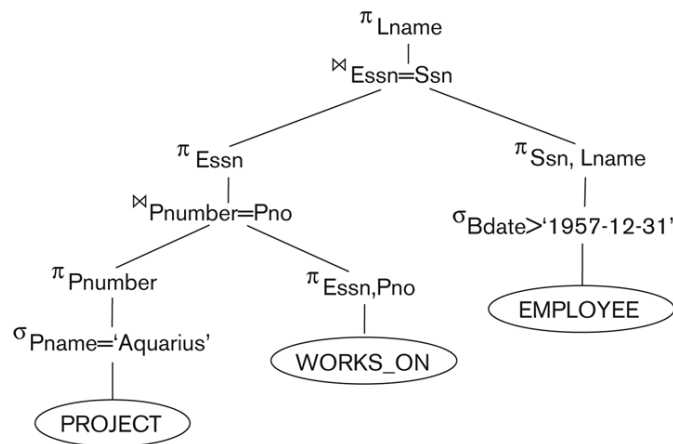 π Lname
⋈ Essn=Ssn
π Essn
π Ssn, Lname
⋈ Pnumber=Pno
σ Bdate>‘1957-12-31’
π Pnumber
π Essn,Pno
EMPLOYEE
σ Pname=‘Aquarius’
WORKS_ON
PROJECT